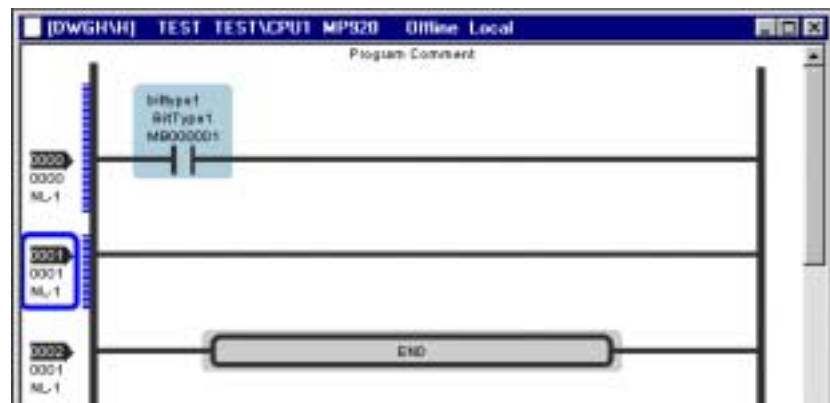 [DWGH\H] TEST TEST\CPU1 MP920 Offline Local
Program Comment
bittype1
BitType1
MB000001
0000
0000
NL-1
0001
0001
NL-1
END
0002
0001
NL-1